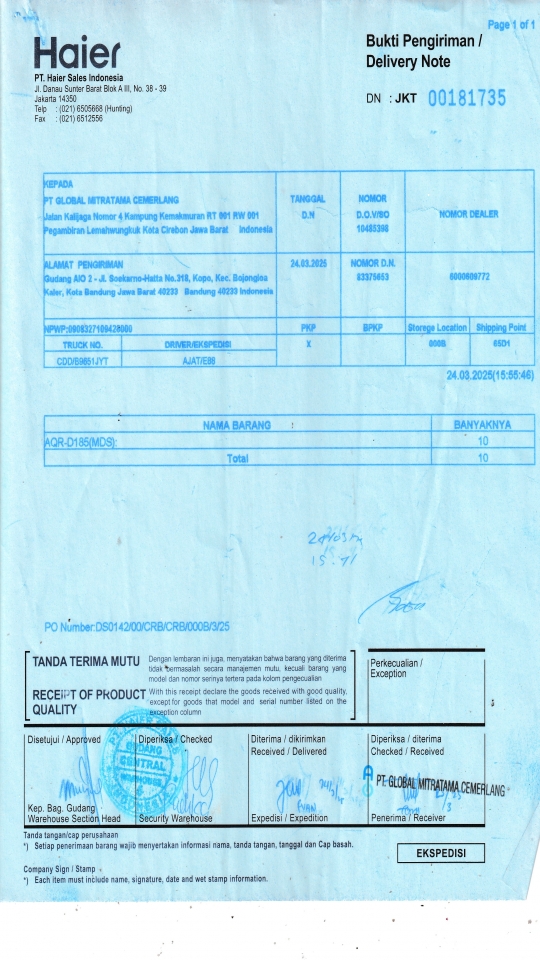 Page 1 of 1
Haier
Bukti Pengiriman /
Delivery Note
PT. Haier Sales Indonesia
Jl. Danau Sunter Barat Blok A III, No. 38 - 39
Jakarta 14350
Telp : (021) 6505668 (Hunting)
Fax : (021) 6512556
DN : JKT 00181735
KEPADA
PT GLOBAL MITRATAMA CEMERLANG
Jalan Kalijaga Nomor 4 Kampung Kemakmuran RT 001 RW 001
Pegambiran Lemahwungkuk Kota Cirebon Jawa Barat Indonesia
TANGGAL
D.N
NOMOR
D.O.V/SO
10485398
NOMOR DEALER
ALAMAT PENGIRIMAN
Gudang AIO 2 - Jl. Soekarno-Hatta No.318, Kopo, Kec. Bojongloa
Kaler, Kota Bandung Jawa Barat 40233 Bandung 40233 Indonesia
24.03.2025
NOMOR D.N.
83375653
6000609772
NPWP:0908327109428000
PKP
BPKP
Storege Location
Shipping Point
TRUCK NO.
DRIVER/EKSPEDISI
X
000B
65D1
CDD/B9651JYT
AJAT/E88
24.03.2025(15:55:46)
NAMA BARANG
BANYAKNYA
AQR-D185(MDS):
10
Total
10
PO Number:DS0142/00/CRB/CRB/000B/3/25
TANDA TERIMA MUTU
Dengan lembaran ini juga, menyatakan bahwa barang yang diterima
tidak bermasalah secara manajemen mutu, kecuali barang yang
model dan nomor serinya tertera pada kolom pengecualian
RECEIPT OF PRODUCT
QUALITY
With this receipt declare the goods received with good quality,
except for goods that model and serial number listed on the
exception column
Perkecualian /
Exception
Disetujui / Approved
Diperiksa / Checked
Diterima / dikirimkan
Received / Delivered
Diperiksa / diterima
Checked / Received
GUDANG
CENTRAL
PT. GLOBAL MITRATAMA CEMERLANG
Kep. Bag. Gudang
Warehouse Section Head
Security Warehouse
Expedisi / Expedition
Penerima / Receiver
Tanda tangan/cap perusahaan
*) Setiap penerimaan barang wajib menyertakan informasi nama, tanda tangan, tanggal dan Cap basah.
EKSPEDISI
Company Sign / Stamp
*) Each item must include name, signature, date and wet stamp information.